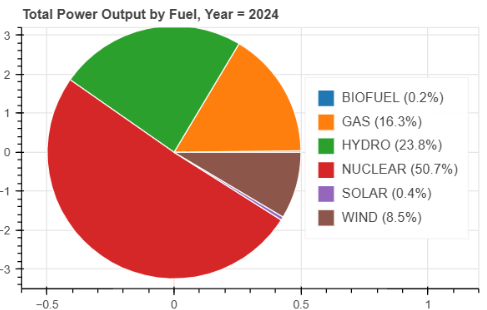 Total Power Output by Fuel, Year = 2024
3
2
1
0
-1
-2
-3
BIOFUEL (0.2%)
GAS (16.3%)
HYDRO (23.8%)
NUCLEAR (50.7%)
SOLAR (0.4%)
WIND (8.5%)
−0.5 0 0.5 1